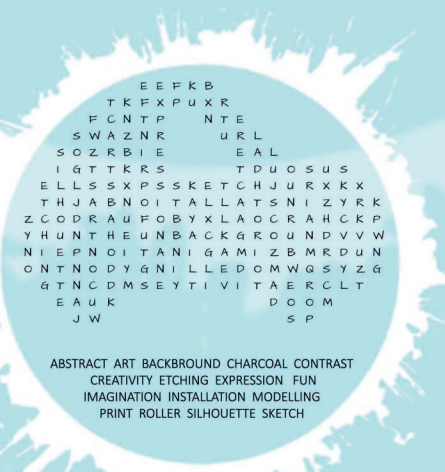 E E F K B
T K F X P U X R
F C N T P N T E
S W A Z N R U R L
S O Z R B I E E A L
I G T T K R S T D U O S U S
E L L S S X P S S K E T C H J U R X K X
T H J A B N O I T A L L A T S N I Z Y R K
Z C O D R A U F O B Y X L A O C R A H C K P
Y H U N T H E U N B A C K G R O U N D V V W
N I E P N O I T A N I G A M I Z B M R D U N
O N T N O D Y G N I L L E D O M W Q S Y Z G
G T N C D M S E Y T I V I T A E R C L T
E A U K D O O M
J W S P
ABSTRACT ART BACKBROUND CHARCOAL CONTRAST
CREATIVITY ETCHING EXPRESSION FUN
IMAGINATION INSTALLATION MODELLING
PRINT ROLLER SILHOUETTE SKETCH